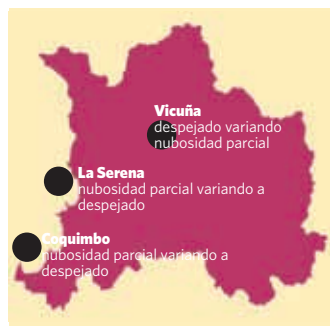 Vicuña
despejado variando
nubosidad parcial
La Serena
nubosidad parcial variando a
despejado
Coquimbo
nubosidad parcial variando a
despejado